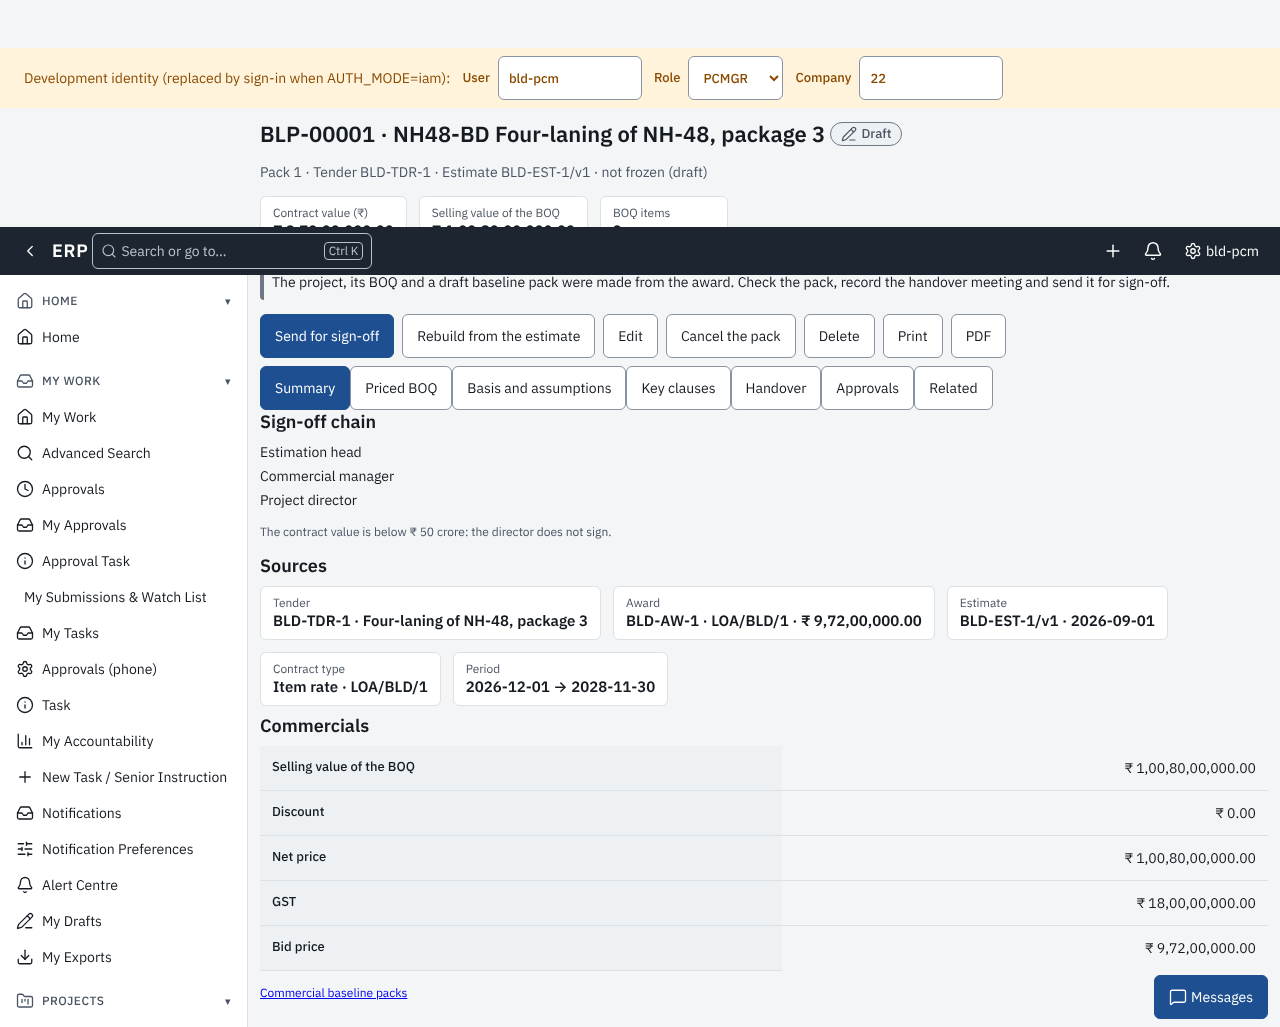 Development identity (replaced by sign-in when AUTH_MODE=iam): User bld-pcm Role PCMGR Company 22
BLP-00001 · NH48-BD Four-laning of NH-48, package 3 Draft
Pack 1 · Tender BLD-TDR-1 · Estimate BLD-EST-1/v1 · not frozen (draft)
Contract value (₹) Selling value of the BOQ BOQ items
ERP Search or go to... Ctrl K bld-pcm
The project, its BOQ and a draft baseline pack were made from the award. Check the pack, record the handover meeting and send it for sign-off.
Send for sign-off Rebuild from the estimate Edit Cancel the pack Delete Print PDF
Summary Priced BOQ Basis and assumptions Key clauses Handover Approvals Related
Sign-off chain
Estimation head
Commercial manager
Project director
The contract value is below ₹ 50 crore: the director does not sign.
Sources
Tender
BLD-TDR-1 · Four-laning of NH-48, package 3
Award
BLD-AW-1 · LOA/BLD/1 · ₹ 9,72,00,000.00
Estimate
BLD-EST-1/v1 · 2026-09-01
Contract type
Item rate · LOA/BLD/1
Period
2026-12-01 → 2028-11-30
Commercials
Selling value of the BOQ ₹ 1,00,80,00,000.00
Discount ₹ 0.00
Net price ₹ 1,00,80,00,000.00
GST ₹ 18,00,00,000.00
Bid price ₹ 9,72,00,000.00
Commercial baseline packs
HOME
Home
MY WORK
My Work
Advanced Search
Approvals
My Approvals
Approval Task
My Submissions & Watch List
My Tasks
Approvals (phone)
Task
My Accountability
New Task / Senior Instruction
Notifications
Notification Preferences
Alert Centre
My Drafts
My Exports
PROJECTS
Messages